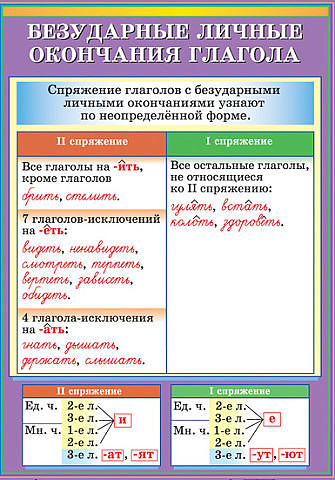 БЕЗУДАРНЫЕ ЛИЧНЫЕ
ОКОНЧАНИЯ ГЛАГОЛА
Спряжение глаголов с безударными
личными окончаниями узнают
по неопределённой форме.
II спряжение
Все глаголы на -ить,
кроме глаголов
брить, стелить.
7 глаголов-исключений
на -еть:
видеть, ненавидеть,
смотреть, терпеть,
вертеть, зависеть,
обидеть.
4 глагола-исключения
на -ать:
гнать, дышать,
держать, слышать.
I спряжение
Все остальные глаголы,
не относящиеся
ко II спряжению:
гулять, встать,
колоть, здороветь.
II спряжение
Ед. ч. 2-е л.
3-е л.
Мн. ч. 1-е л.
2-е л.
и
3-е л. -ат, -ят
I спряжение
Ед. ч. 2-е л.
3-е л.
Мн. ч. 1-е л.
2-е л.
е
3-е л. -ут, -ют